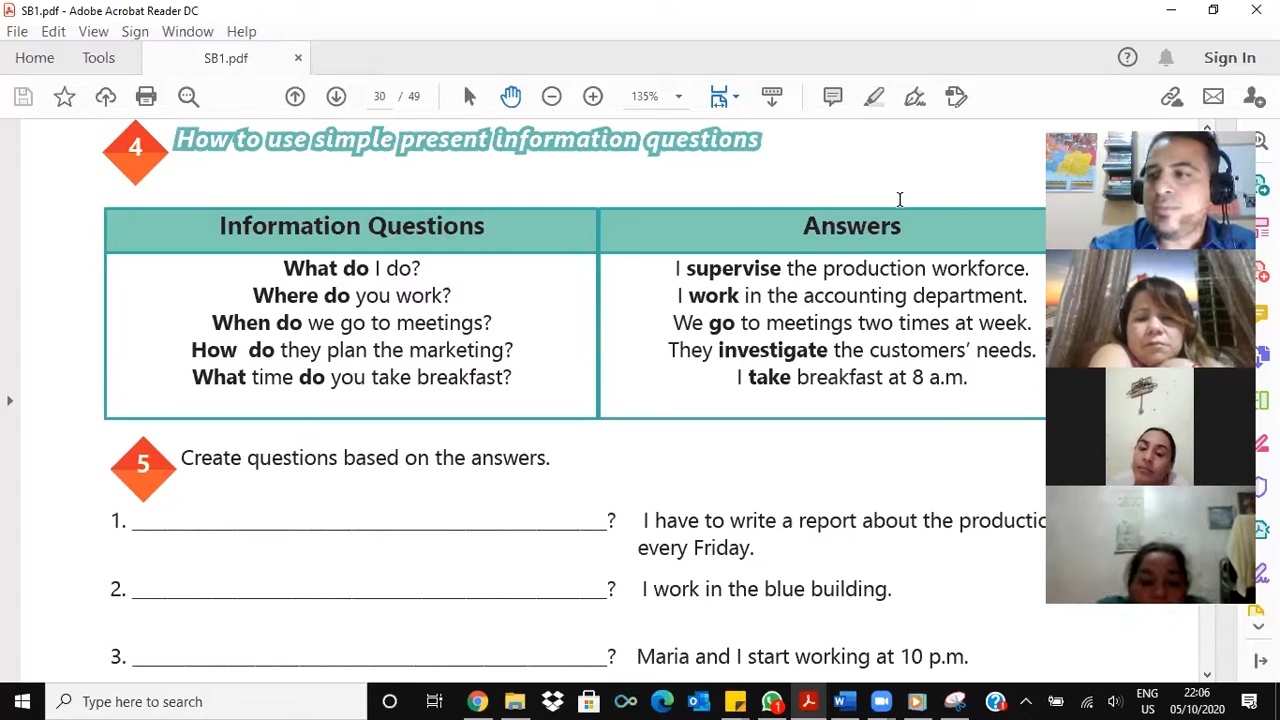 SB1.pdf - Adobe Acrobat Reader DC
File Edit View Sign Window Help
Home Tools SB1.pdf × Sign In
30 / 49 135%
4 How to use simple present information questions
Information Questions Answers
What do I do? I supervise the production workforce.
Where do you work? I work in the accounting department.
When do we go to meetings? We go to meetings two times at week.
How do they plan the marketing? They investigate the customers’ needs.
What time do you take breakfast? I take breakfast at 8 a.m.
5 Create questions based on the answers.
1. ? I have to write a report about the productio
every Friday.
2. ? I work in the blue building.
3. ? Maria and I start working at 10 p.m.
Type here to search ENG 22:06
US 05/10/2020